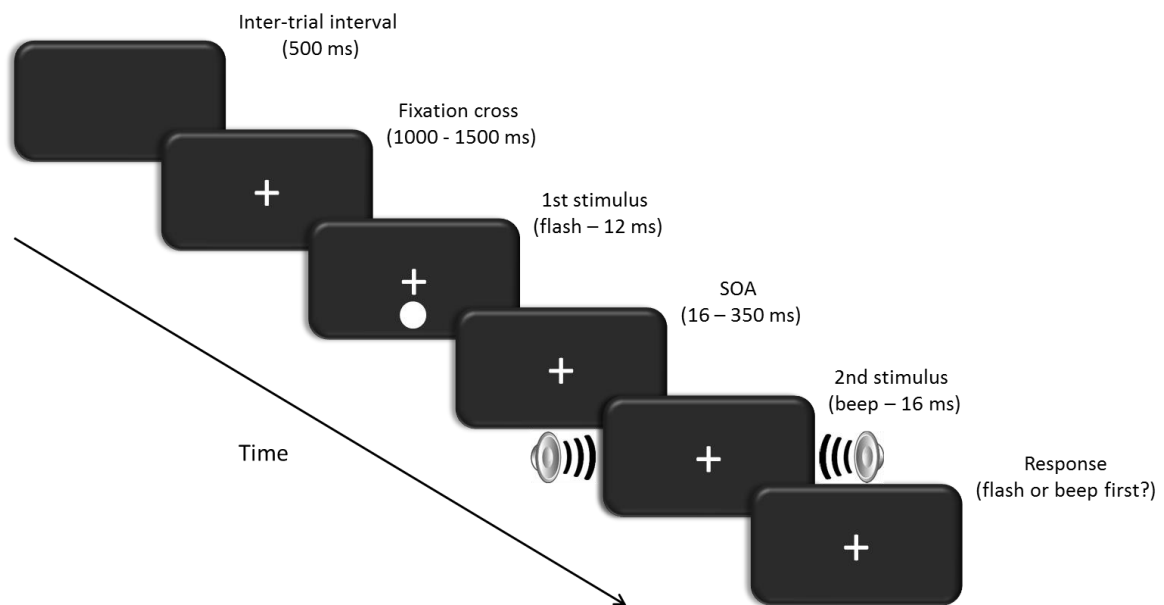 Inter-trial interval
(500 ms)
Fixation cross
(1000 - 1500 ms)
1st stimulus
(flash – 12 ms)
SOA
(16 – 350 ms)
2nd stimulus
(beep – 16 ms)
Response
(flash or beep first?)
Time